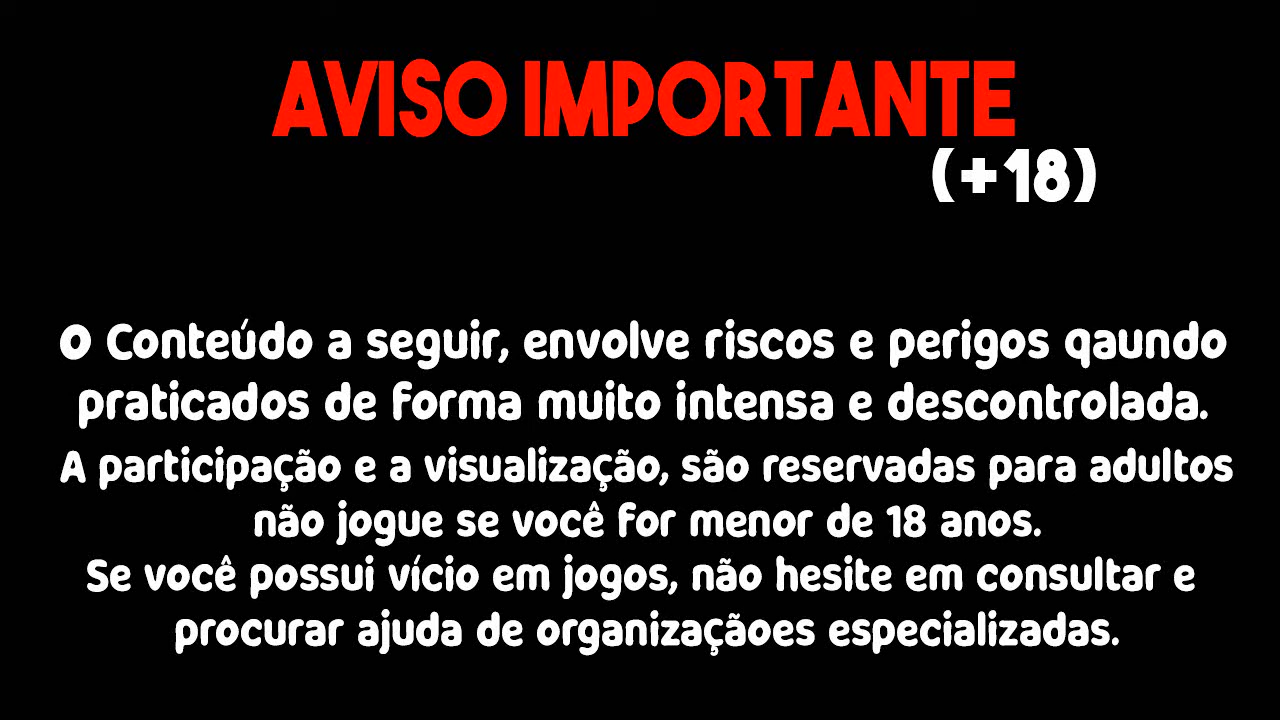 AVISO IMPORTANTE
(+18)
O Conteúdo a seguir, envolve riscos e perigos qaundo
praticados de forma muito intensa e descontrolada.
A participação e a visualização, são reservadas para adultos
não jogue se você for menor de 18 anos.
Se você possui vício em jogos, não hesite em consultar e
procurar ajuda de organizaçãoes especializadas.